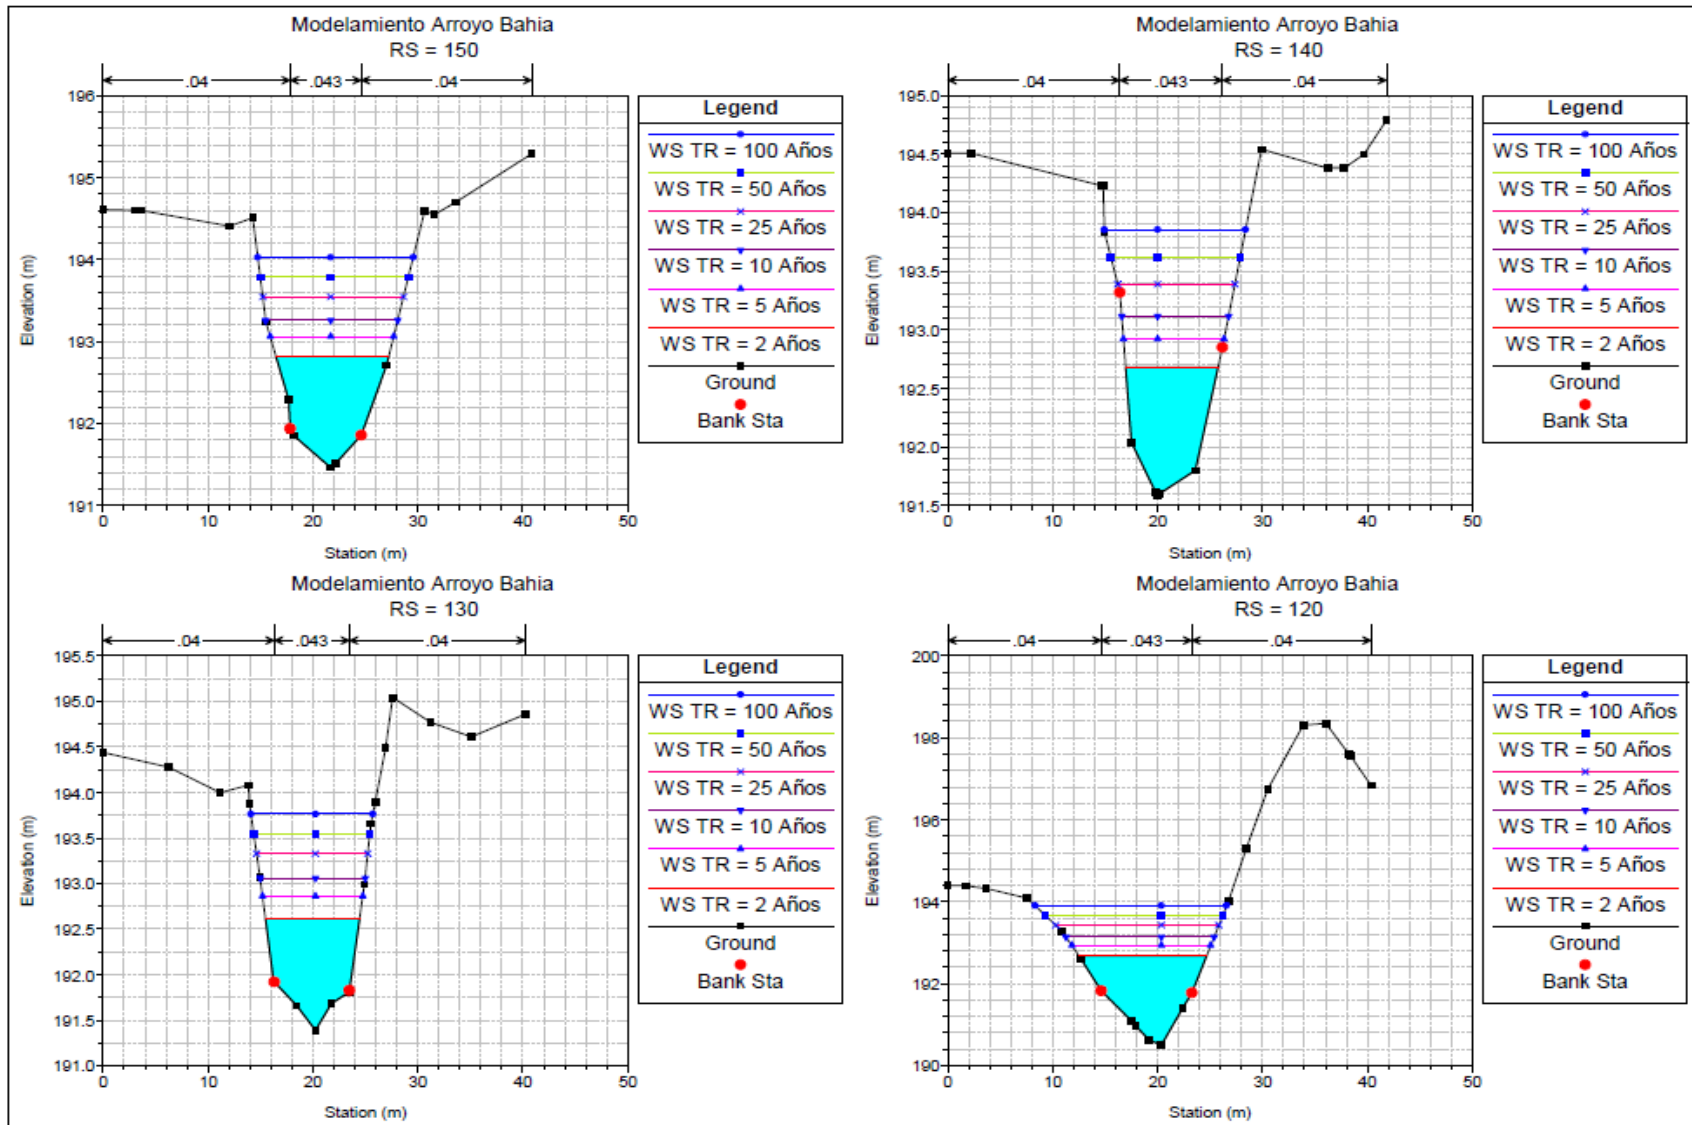 Modelamiento Arroyo Bahia
RS = 150
.04
.043
.04
196
195
194
193
192
191
Elevation (m)
0
10
20
30
40
50
Station (m)
Legend
WS TR = 100 Años
WS TR = 50 Años
WS TR = 25 Años
WS TR = 10 Años
WS TR = 5 Años
WS TR = 2 Años
Ground
Bank Sta
Modelamiento Arroyo Bahia
RS = 140
.04
.043
.04
195.0
194.5
194.0
193.5
193.0
192.5
192.0
191.5
Elevation (m)
0
10
20
30
40
50
Station (m)
Legend
WS TR = 100 Años
WS TR = 50 Años
WS TR = 25 Años
WS TR = 10 Años
WS TR = 5 Años
WS TR = 2 Años
Ground
Bank Sta
Modelamiento Arroyo Bahia
RS = 130
.04
.043
.04
195.5
195.0
194.5
194.0
193.5
193.0
192.5
192.0
191.5
191.0
Elevation (m)
0
10
20
30
40
50
Station (m)
Legend
WS TR = 100 Años
WS TR = 50 Años
WS TR = 25 Años
WS TR = 10 Años
WS TR = 5 Años
WS TR = 2 Años
Ground
Bank Sta
Modelamiento Arroyo Bahia
RS = 120
.04
.043
.04
200
198
196
194
192
190
Elevation (m)
0
10
20
30
40
50
Station (m)
Legend
WS TR = 100 Años
WS TR = 50 Años
WS TR = 25 Años
WS TR = 10 Años
WS TR = 5 Años
WS TR = 2 Años
Ground
Bank Sta